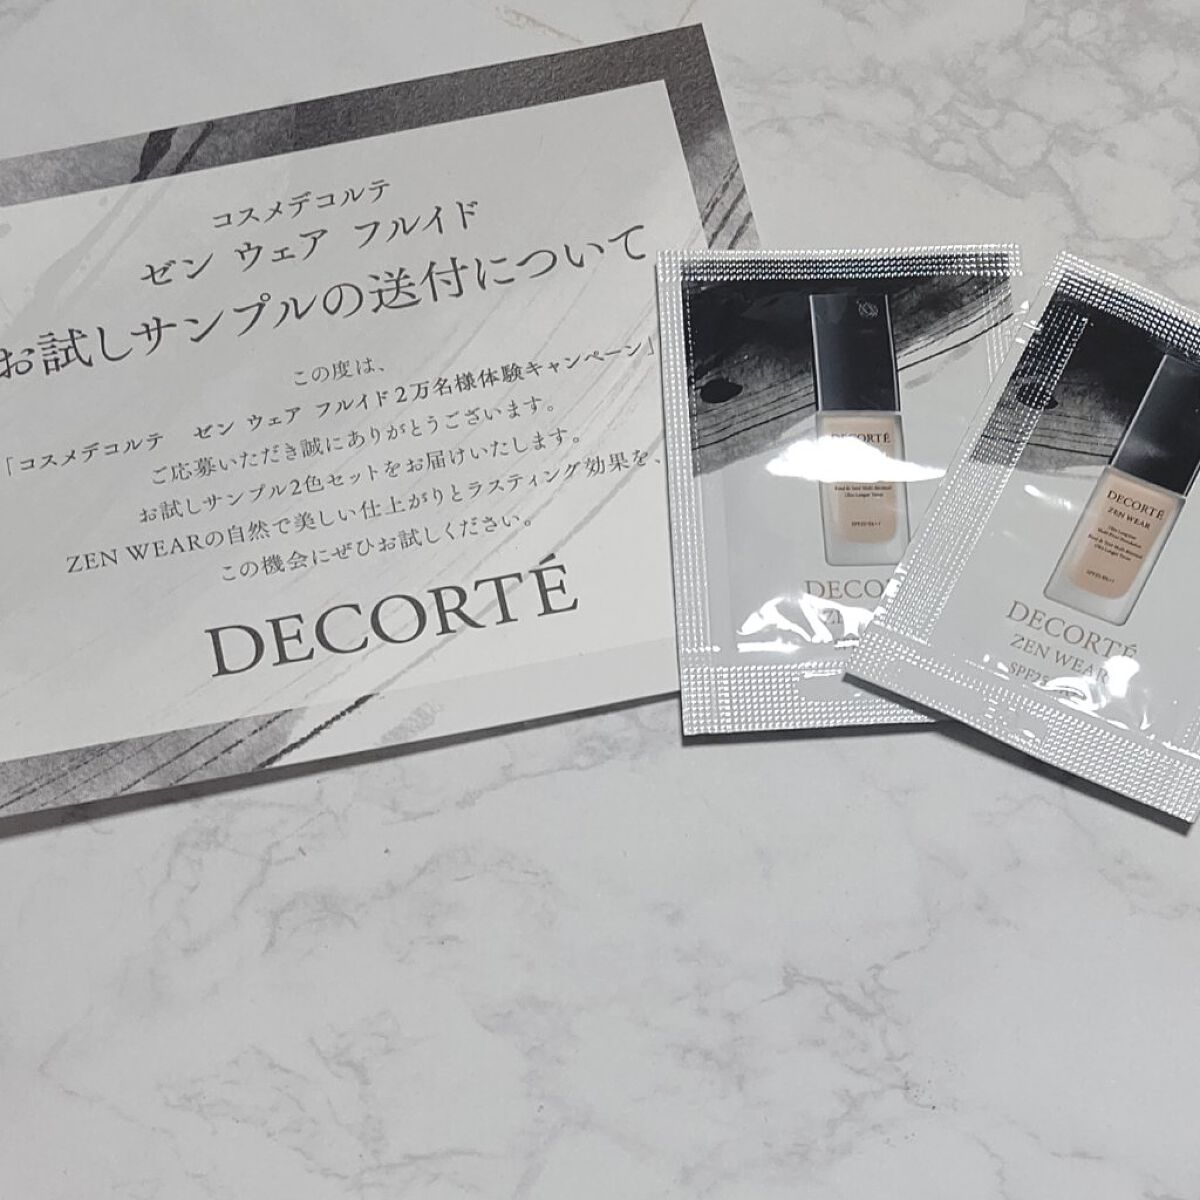 コスメデコルテ
ゼン ウェア フルイド
お試しサンプルの送付について
この度は、
「コスメデコルテ ゼン ウェア フルイド2万名様体験キャンペーン」
ご応募いただき誠にありがとうございます。
お試しサンプル2色セットをお届けいたします。
ZEN WEARの自然で美しい仕上がりとラスティング効果を、
この機会にぜひお試しください。
DECORTÉ
DECORTÉ
SPF25 PA++
DECO
DECORTÉ
ZEN WEAR
SPF25 PA++
DECORTÉ
ZEN WEAR
SPF25